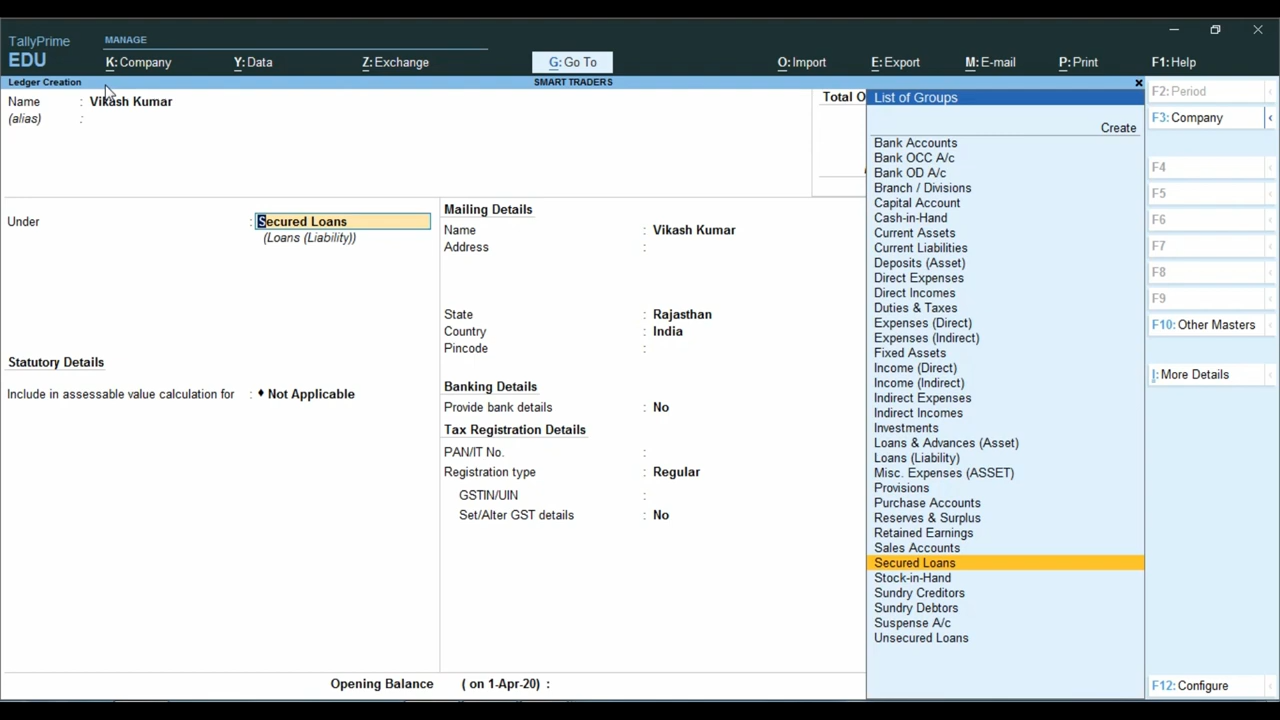 TallyPrime
EDU
MANAGE
K: Company
Y: Data
Z: Exchange
G: Go To
O: Import
E: Export
M: E-mail
P: Print
F1: Help
Ledger Creation
SMART TRADERS
Name : Vikash Kumar
(alias) :
Total O
Under : Secured Loans
(Loans (Liability))
Statutory Details
Include in assessable value calculation for : ♦ Not Applicable
Mailing Details
Name : Vikash Kumar
Address :
State : Rajasthan
Country : India
Pincode :
Banking Details
Provide bank details : No
Tax Registration Details
PAN/IT No. :
Registration type : Regular
GSTIN/UIN :
Set/Alter GST details : No
Opening Balance ( on 1-Apr-20) :
List of Groups
Create
Bank Accounts
Bank OCC A/c
Bank OD A/c
Branch / Divisions
Capital Account
Cash-in-Hand
Current Assets
Current Liabilities
Deposits (Asset)
Direct Expenses
Direct Incomes
Duties & Taxes
Expenses (Direct)
Expenses (Indirect)
Fixed Assets
Income (Direct)
Income (Indirect)
Indirect Expenses
Indirect Incomes
Investments
Loans & Advances (Asset)
Loans (Liability)
Misc. Expenses (ASSET)
Provisions
Purchase Accounts
Reserves & Surplus
Retained Earnings
Sales Accounts
Secured Loans
Stock-in-Hand
Sundry Creditors
Sundry Debtors
Suspense A/c
Unsecured Loans
F2: Period
F3: Company
F4
F5
F6
F7
F8
F9
F10: Other Masters
I: More Details
F12: Configure